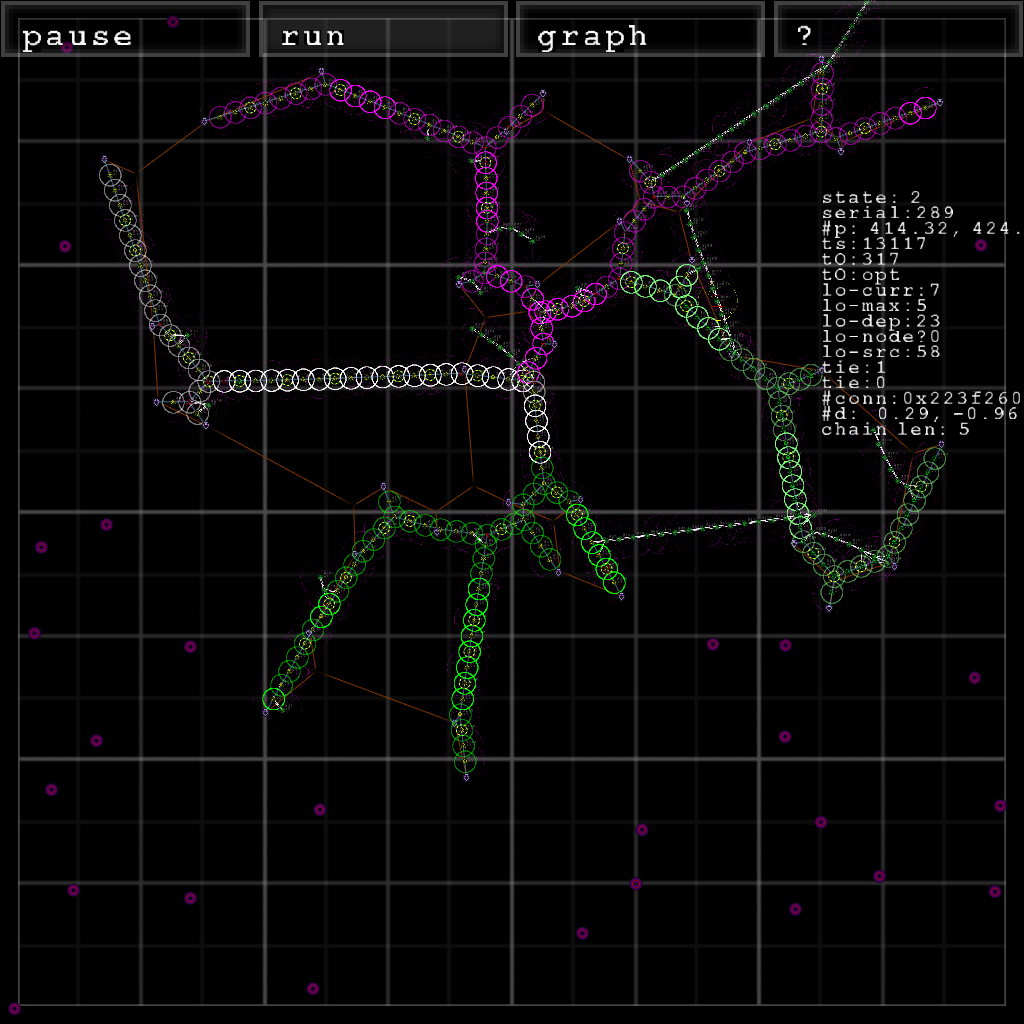 pause
run
graph
?
state: 2
serial:289
#p: 414.32, 424.
ts:13117
tO:317
tO:opt
lo-curr:7
lo-max:5
lo-dep:23
lo-node?0
lo-src:58
tie:1
tie:0
#conn:0x223f260
#d: 0.29, -0.96
chain len: 5